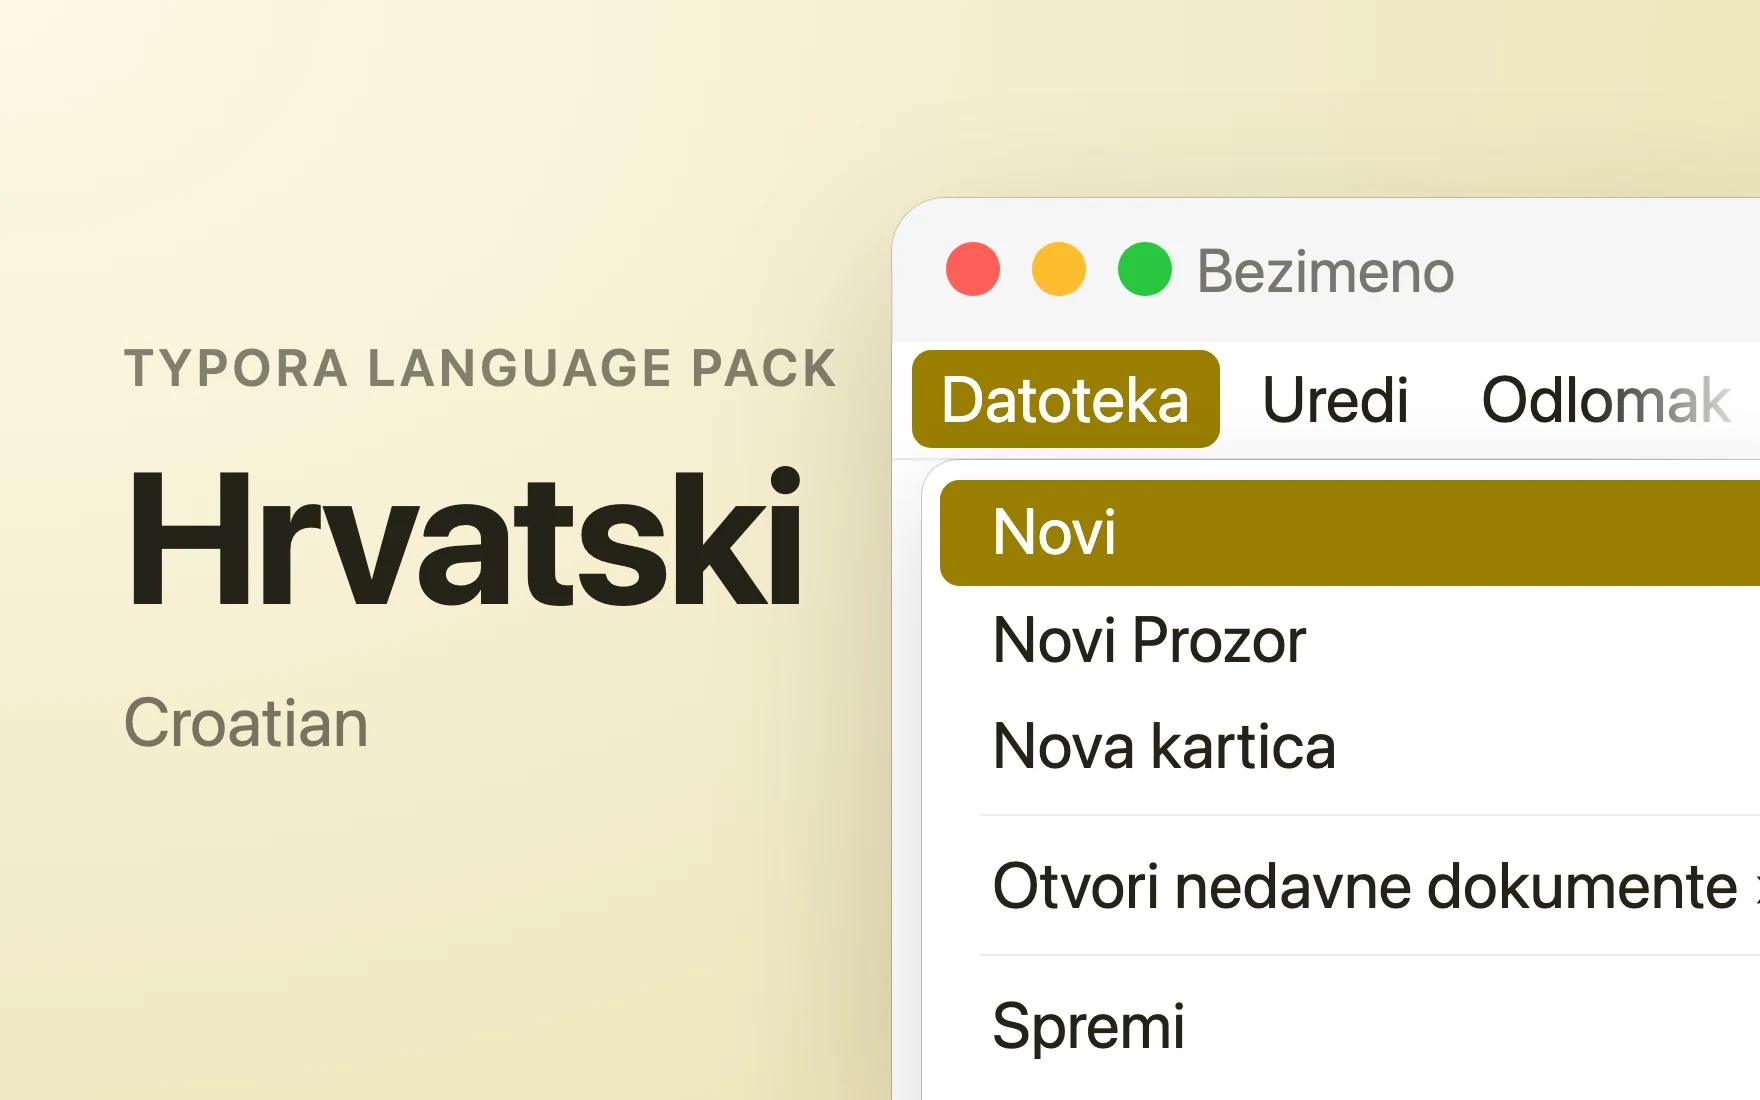 TYPORA LANGUAGE PACK
Hrvatski
Croatian
Bezimeno
Datoteka Uredi Odlomak
Novi
Novi Prozor
Nova kartica
Otvori nedavne dokumente
Spremi